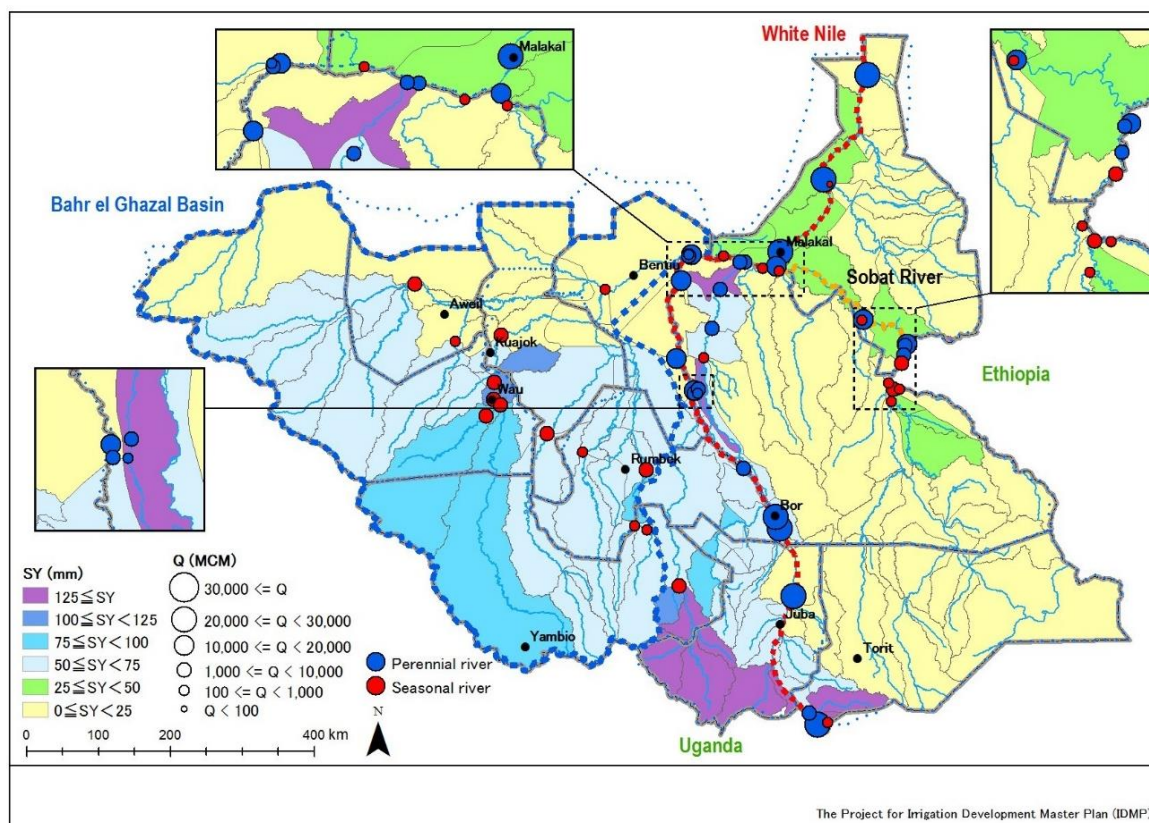 White Nile
Malakal
Bahr el Ghazal Basin
Malakal
Bentiu
Sobat River
Aweil
Kuajok
Ethiopia
Wau
Rumbek
Bor
SY (mm)
125≦SY
100≦SY<125
75≦SY<100
50≦SY<75
25≦SY<50
0≦SY<25
Q (MCM)
30,000 <= Q
20,000 <= Q < 30,000
10,000 <= Q < 20,000
1,000 <= Q < 10,000
100 <= Q < 1,000
Q < 100
Juba
Yambio
Torit
Perennial river
Seasonal river
N
Uganda
0 100 200 400 km
The Project for Irrigation Development Master Plan (IDMP)